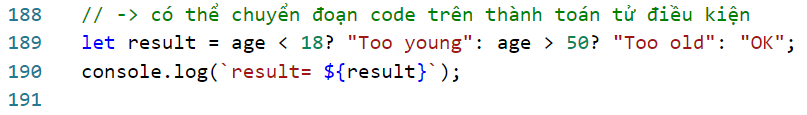 188 // -> có thể chuyển đoạn code trên thành toán tử điều kiện
189 let result = age < 18? "Too young": age > 50? "Too old": "OK";
190 console.log(`result= ${result}`);
191